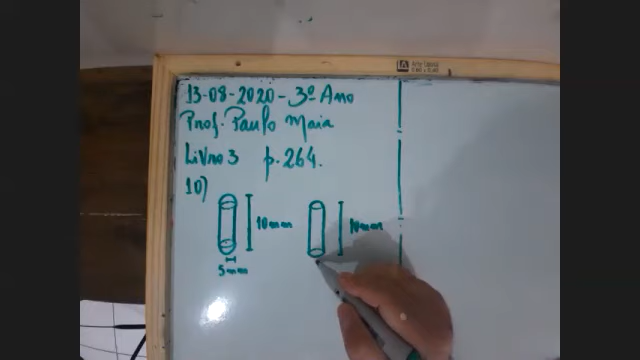 13-08-2020 - 3º Ano
Prof. Paulo Maia
Livro 3 p. 264.
10)
10mm 10mm
5mm